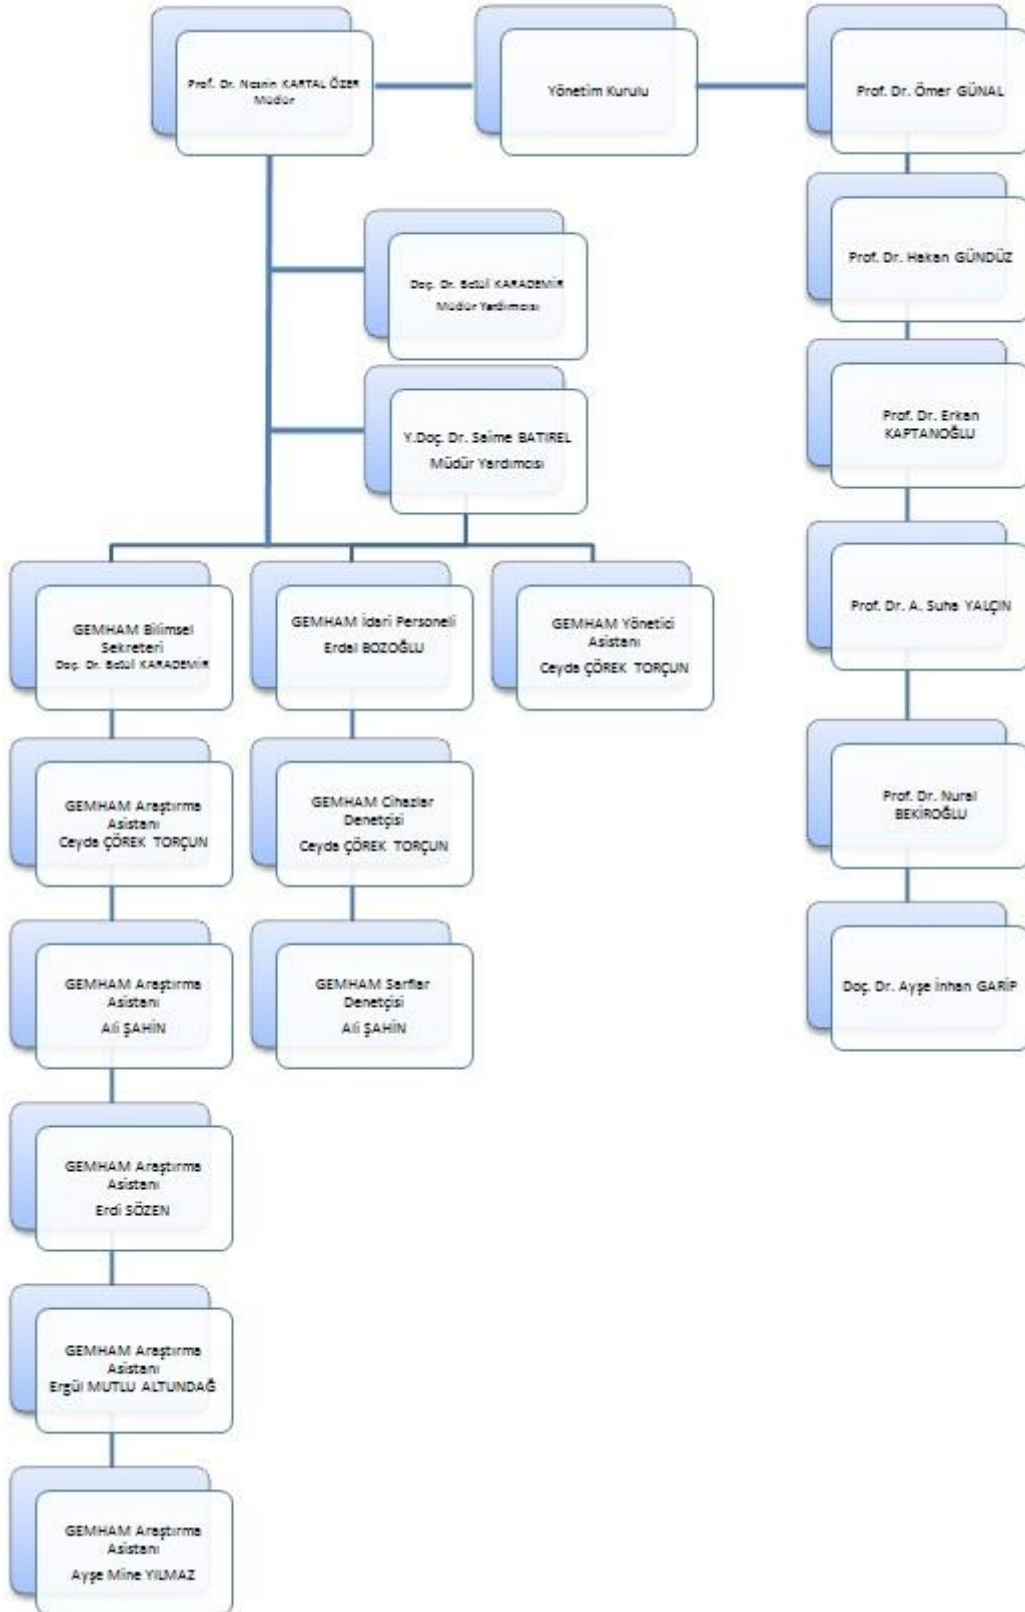 Prof. Dr. Nesrin KARTAL ÖZER
Müdür
Yönetim Kurulu
Prof. Dr. Ömer GÜNAL
Prof. Dr. Hakan GÜNDÜZ
Doç. Dr. Betül KARADEMİR
Müdür Yardımcısı
Prof. Dr. Erkan
KAPTANOĞLU
Y.Doç. Dr. Saime BATIREL
Müdür Yardımcısı
Prof. Dr. A. Suha YALÇIN
GEMHAM Bilimsel
Sekreteri
Doç. Dr. Betül KARADEMİR
GEMHAM İdari Personeli
Erdal BOZOĞLU
GEMHAM Yönetici
Asistanı
Ceyda ÇÖREK TORÇUN
Prof. Dr. Nural
BEKİROĞLU
GEMHAM Araştırma
Asistanı
Ceyda ÇÖREK TORÇUN
GEMHAM Cihazlar
Denetçisi
Ceyda ÇÖREK TORÇUN
Doç. Dr. Ayşe İnhan GARİP
GEMHAM Araştırma
Asistanı
Ali ŞAHİN
GEMHAM Sarflar
Denetçisi
Ali ŞAHİN
GEMHAM Araştırma
Asistanı
Erdi SÖZEN
GEMHAM Araştırma
Asistanı
Ergül MUTLU ALTUNDAĞ
GEMHAM Araştırma
Asistanı
Ayşe Mine YILMAZ